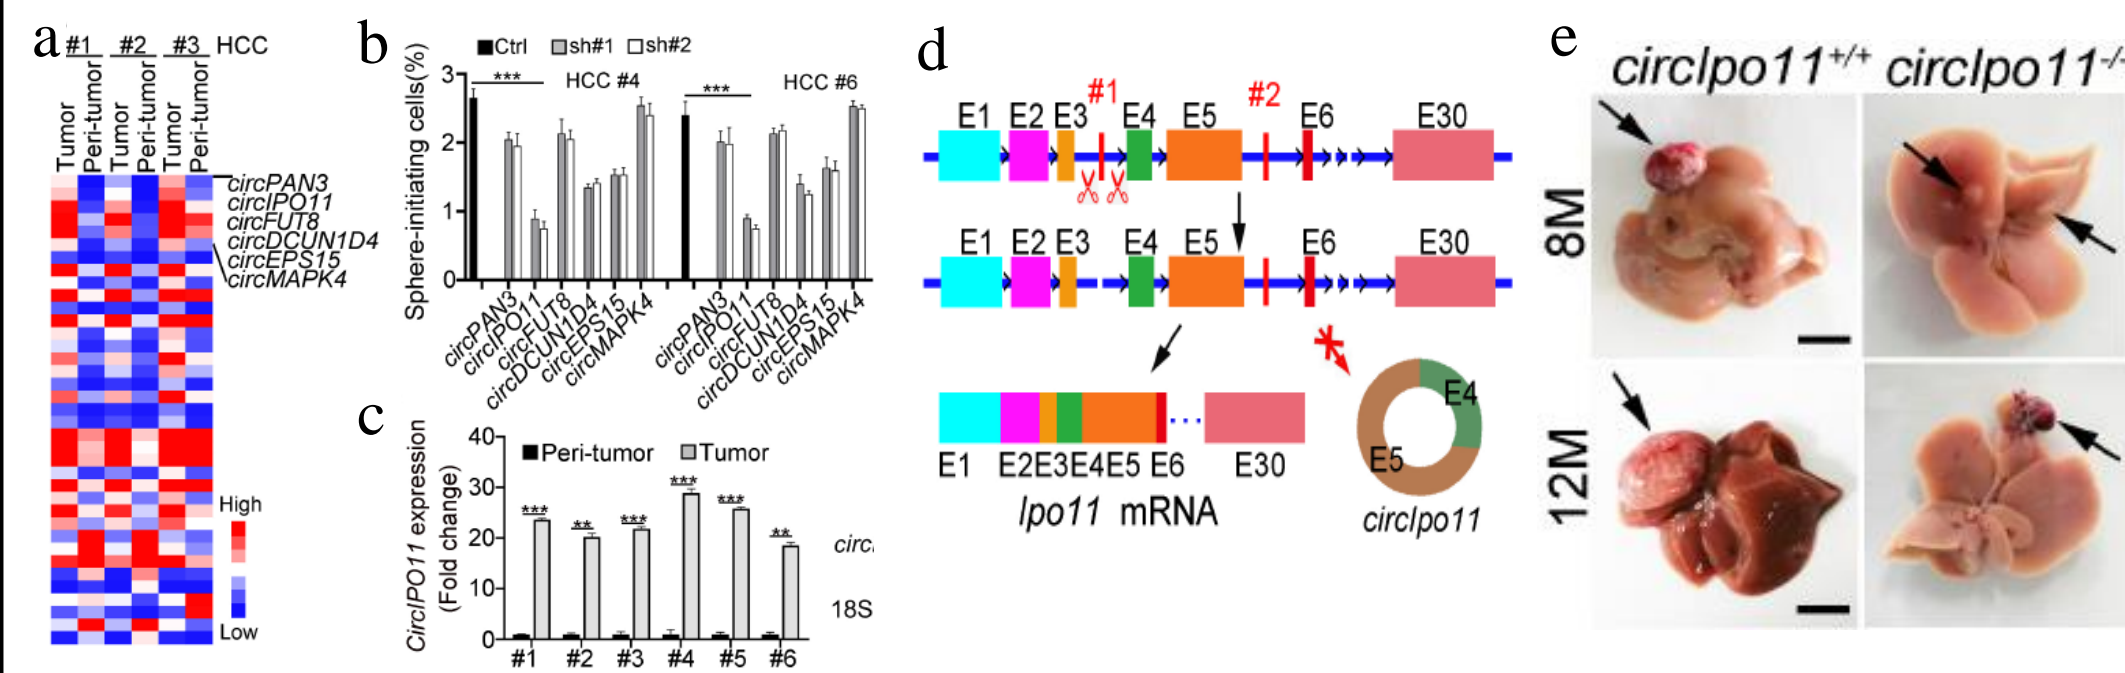 a
#1 #2 #3 HCC
Tumor
Peri-tumor
Tumor
Peri-tumor
Tumor
Peri-tumor
circPAN3
circIPO11
circFUT8
circDCUN1D4
circEPS15
circMAPK4
High
Low
b
Ctrl sh#1 sh#2
Sphere-initiating cells(%)
3
2
1
0
*** HCC #4
*** HCC #6
circPAN3
circIPO11
circFUT8
circDCUN1D4
circEPS15
circMAPK4
circPAN3
circIPO11
circFUT8
circDCUN1D4
circEPS15
circMAPK4
c
CircIPO11 expression
(Fold change)
40
30
20
10
0
Peri-tumor Tumor
*** ** *** *** *** **
#1 #2 #3 #4 #5 #6
circ
18S
d
#1 #2
E1 E2 E3 E4 E5 E6 E30
E1 E2 E3 E4 E5 E6 E30
E1 E2E3E4E5 E6 E30
Ipo11 mRNA
E4
E5
circIpo11
e
circIpo11+/+ circIpo11-/-
8M
12M